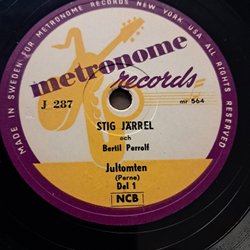 MADE IN SWEDEN FOR METRONOME RECORDS NEW YORK USA ALL RIGHTS RESERVED
metronome
records
J 287
mr 564
STIG JÄRREL
och
Bertil Perrolf
Jultomten
(Perne)
Del 1
NCB